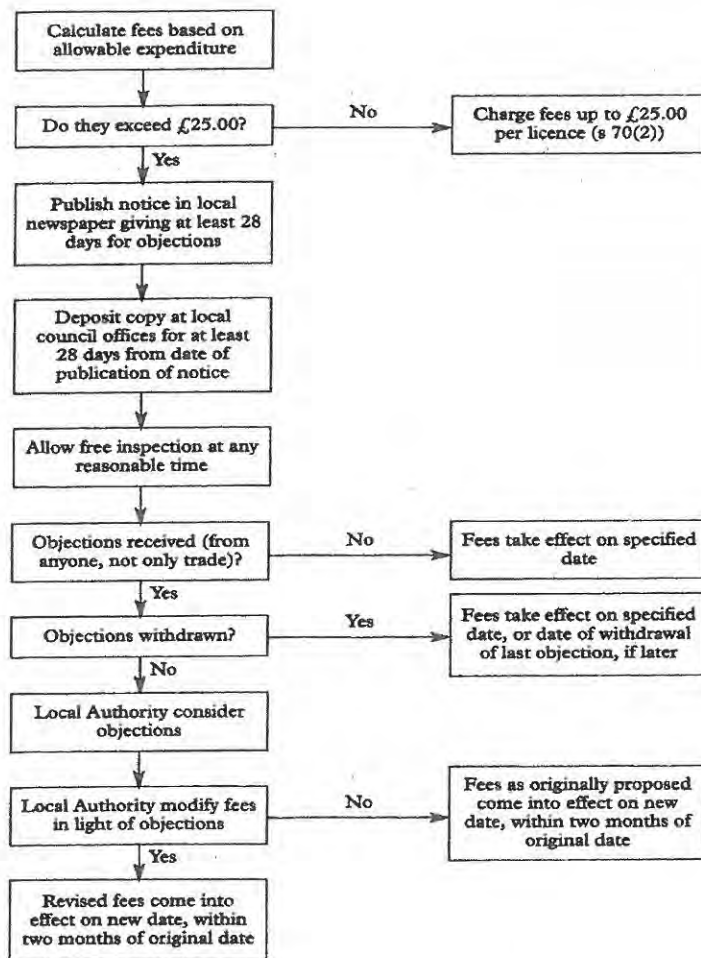 Calculate fees based on
allowable expenditure
Do they exceed £25.00?
No
Charge fees up to £25.00
per licence (s 70(2))
Yes
Publish notice in local
newspaper giving at least 28
days for objections
Deposit copy at local
council offices for at least
28 days from date of
publication of notice
Allow free inspection at any
reasonable time
Objections received (from
anyone, not only trade)?
No
Fees take effect on specified
date
Yes
Objections withdrawn?
Yes
Fees take effect on specified
date, or date of withdrawal
of last objection, if later
No
Local Authority consider
objections
Local Authority modify fees
in light of objections
No
Fees as originally proposed
come into effect on new
date, within two months of
original date
Yes
Revised fees come into
effect on new date, within
two months of original date